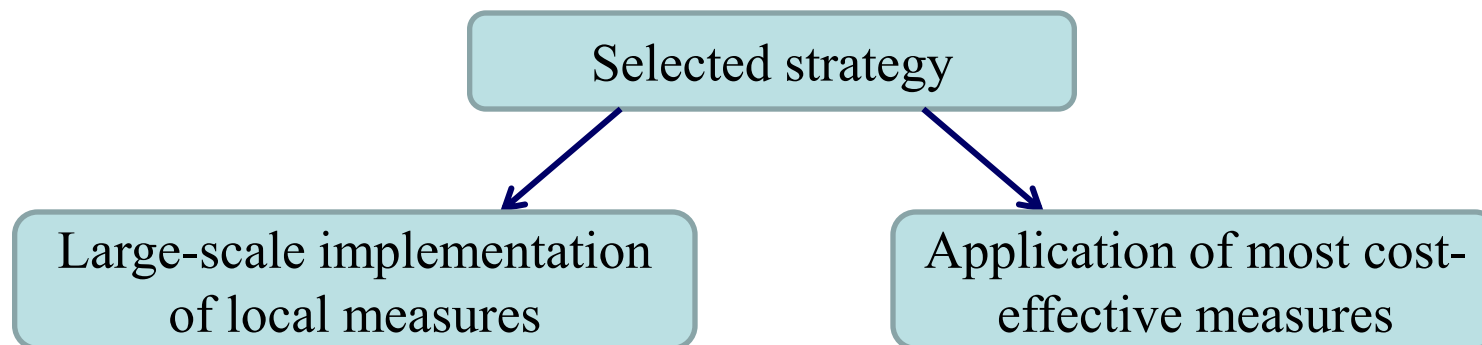 Selected strategy
Large-scale implementation
of local measures
Application of most cost-
effective measures